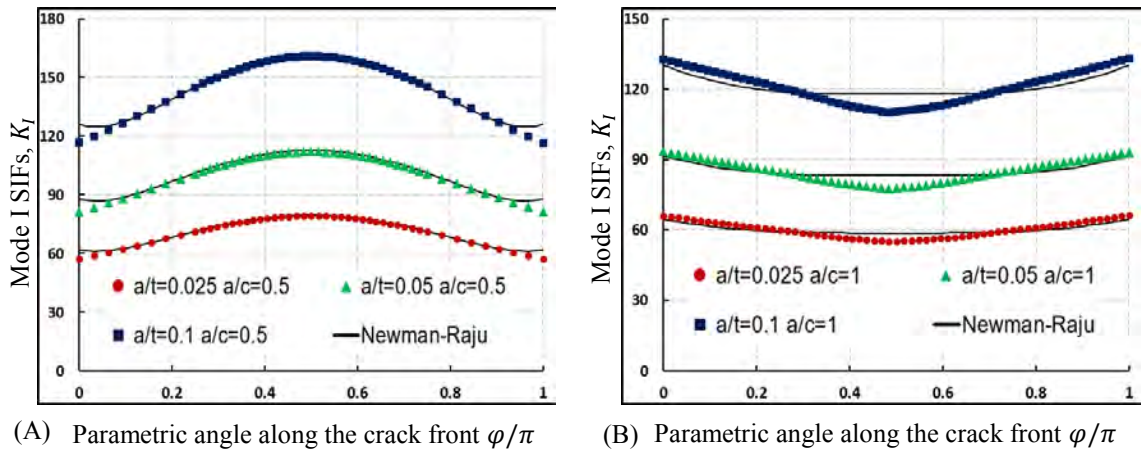 180
150
120
90
60
30
0
Mode I SIFs, K_I
a/t=0.025 a/c=0.5
a/t=0.05 a/c=0.5
a/t=0.1 a/c=0.5
Newman-Raju
0 0.2 0.4 0.6 0.8 1
(A) Parametric angle along the crack front φ/π
150
120
90
60
30
0
Mode I SIFs, K_I
a/t=0.025 a/c=1
a/t=0.05 a/c=1
a/t=0.1 a/c=1
Newman-Raju
0 0.2 0.4 0.6 0.8 1
(B) Parametric angle along the crack front φ/π